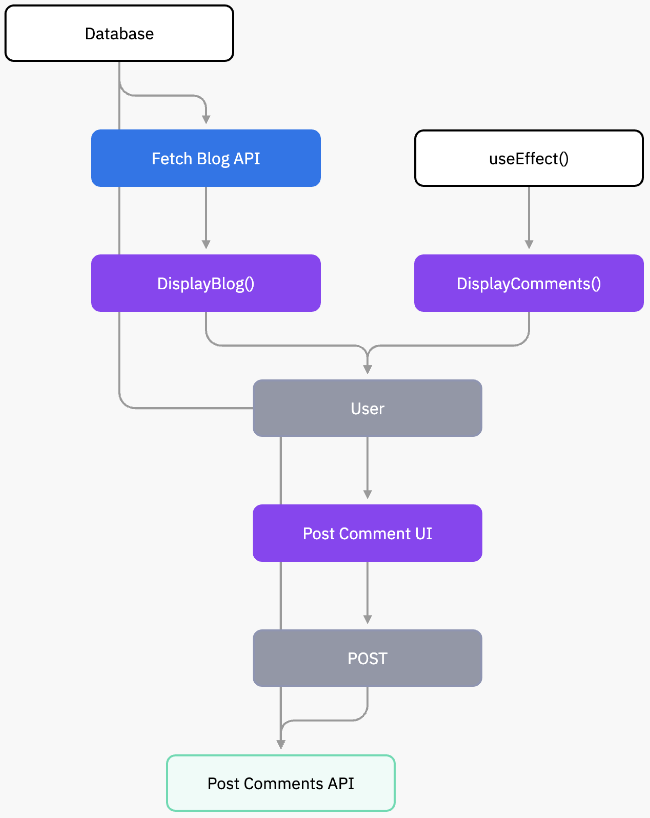 Database
Fetch Blog API
useEffect()
DisplayBlog()
DisplayComments()
User
Post Comment UI
POST
Post Comments API